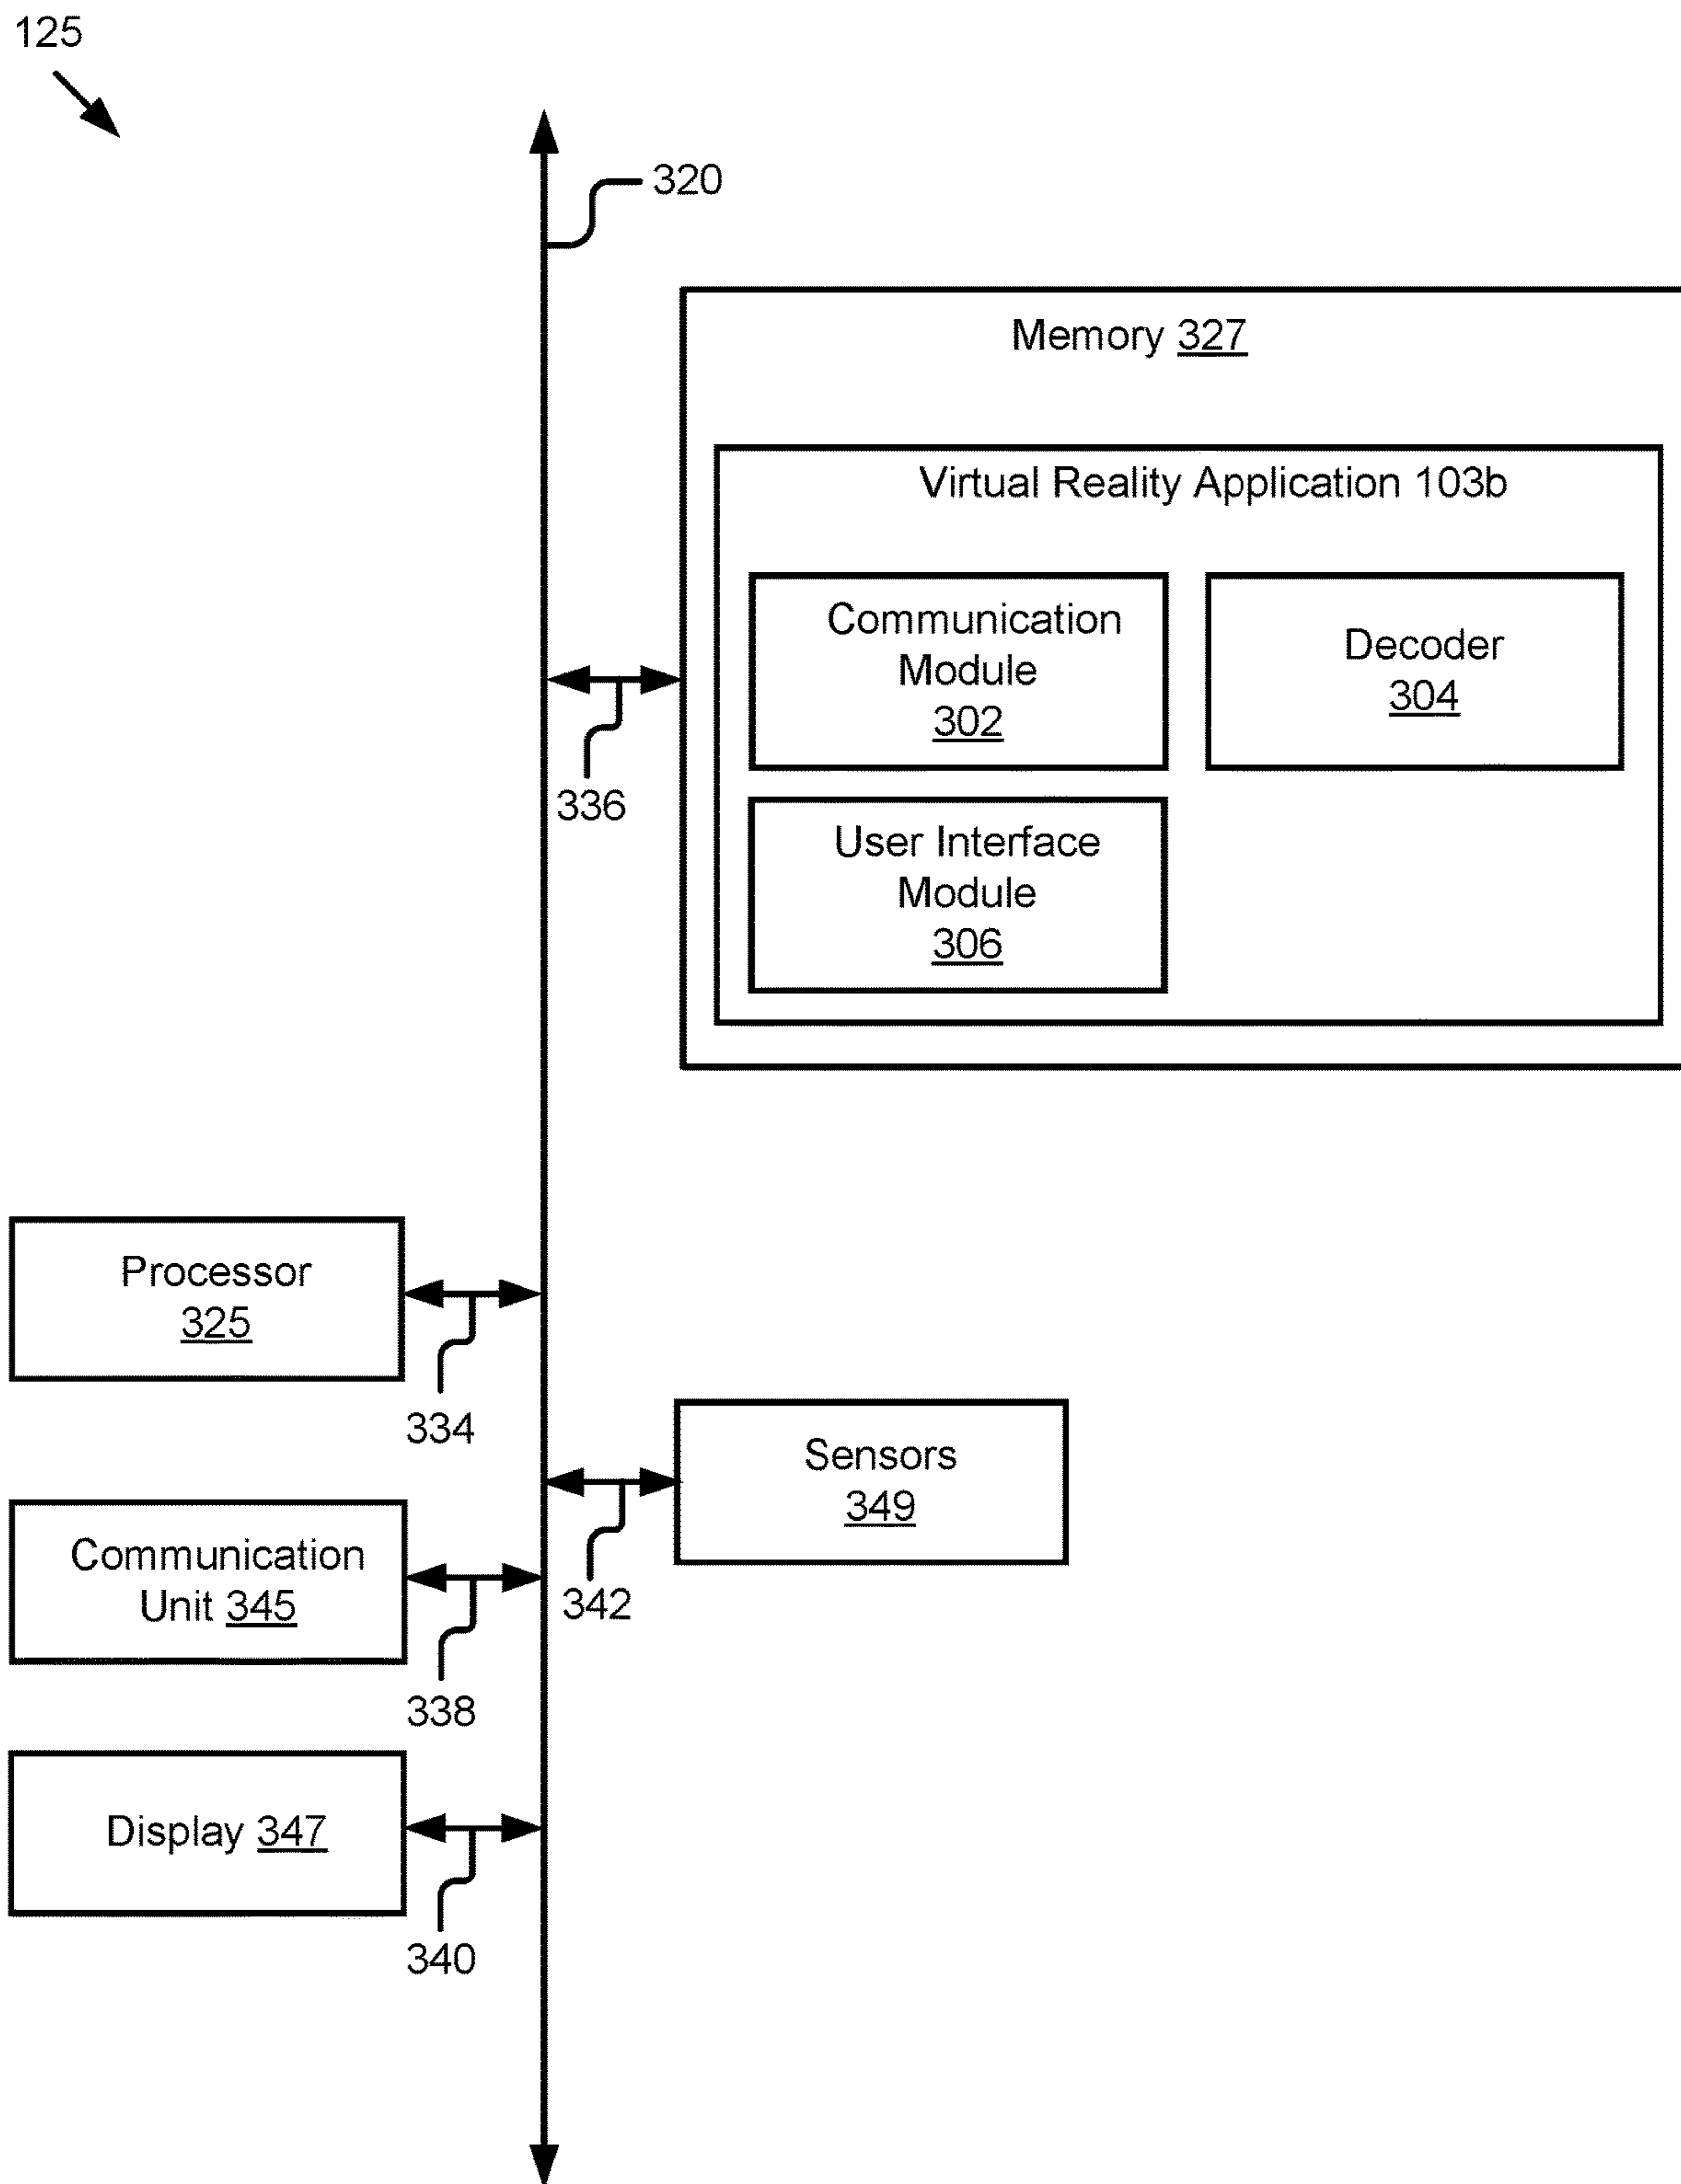 125
320
Memory 327
Virtual Reality Application 103b
Communication
Module
302
Decoder
304
336
User Interface
Module
306
Processor
325
334
Sensors
349
Communication
Unit 345
342
338
Display 347
340